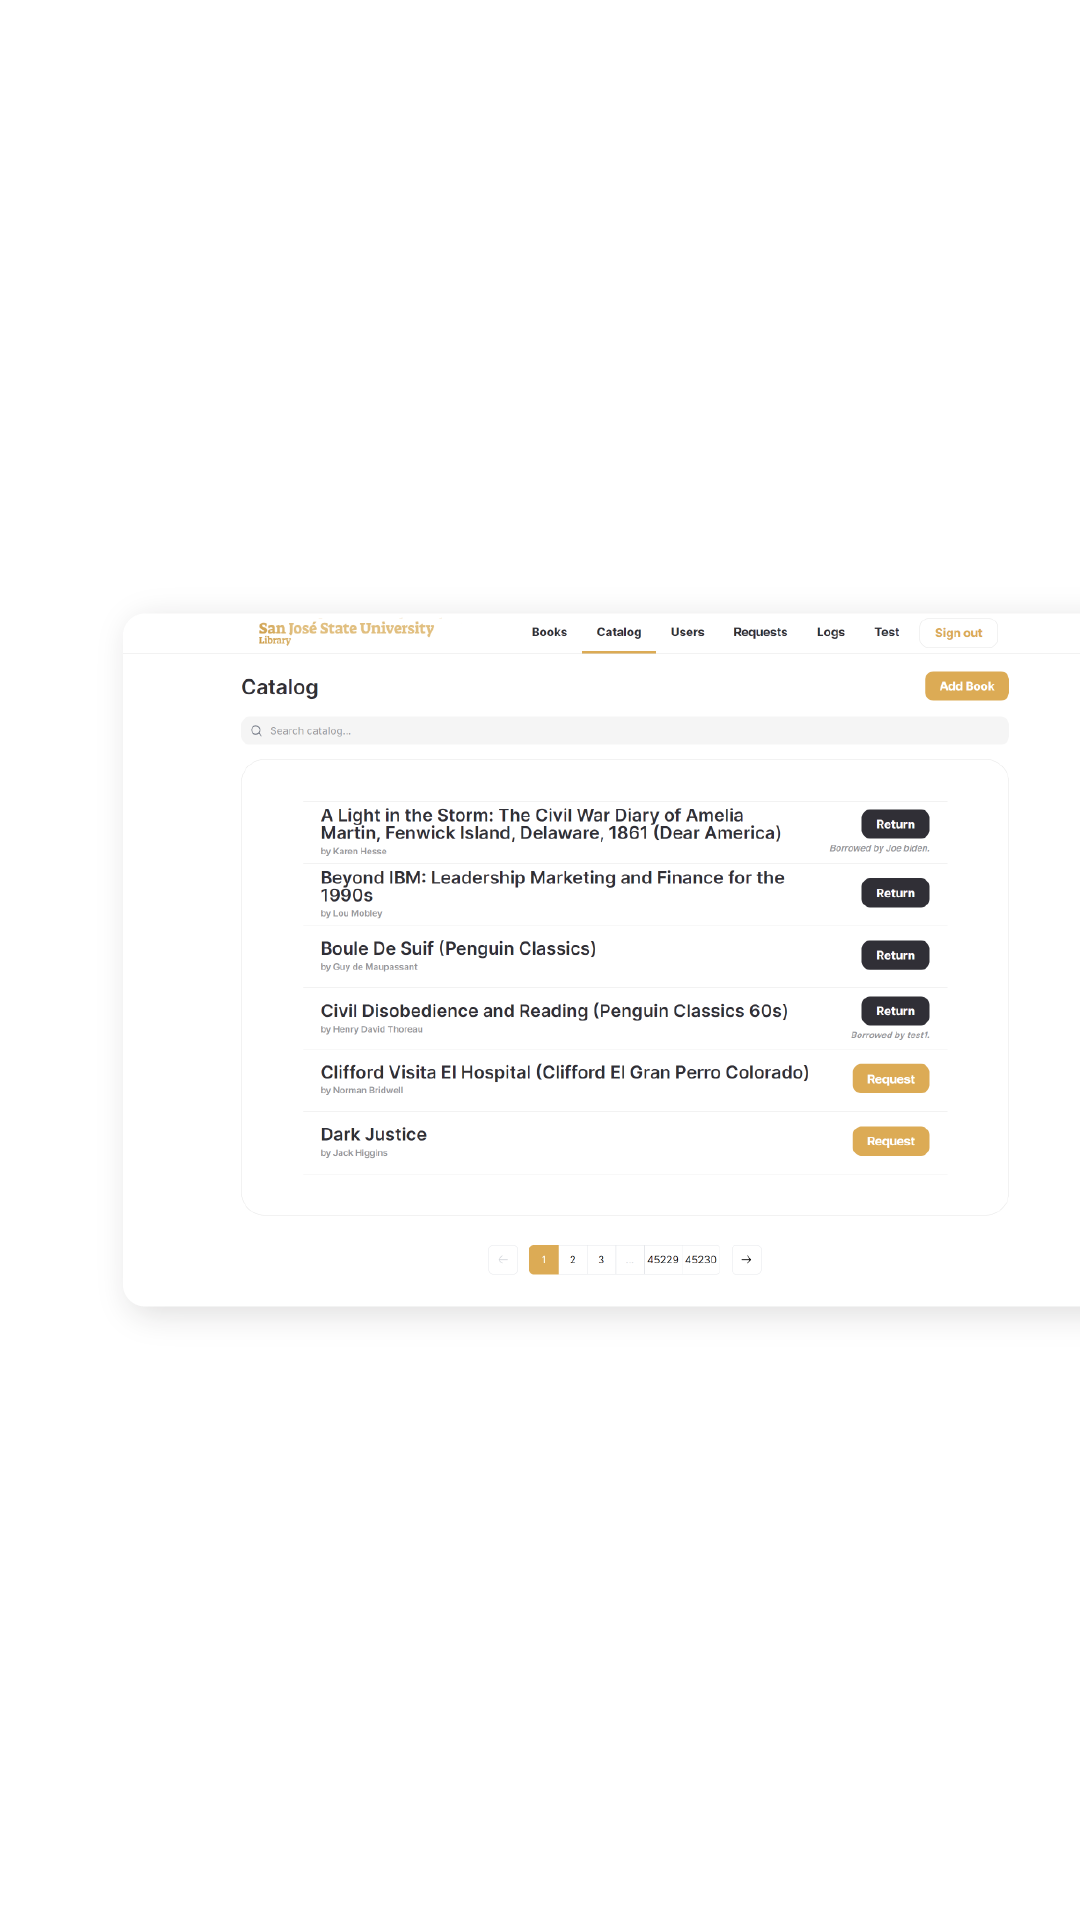 San José State University
Library
Books Catalog Users Requests Logs Test Sign out
Catalog
Add Book
Search catalog...
A Light in the Storm: The Civil War Diary of Amelia
Martin, Fenwick Island, Delaware, 1861 (Dear America)
by Karen Hesse
Return
Borrowed by Joe biden.
Beyond IBM: Leadership Marketing and Finance for the
1990s
by Lou Mobley
Return
Boule De Suif (Penguin Classics)
by Guy de Maupassant
Return
Civil Disobedience and Reading (Penguin Classics 60s)
by Henry David Thoreau
Return
Borrowed by test1.
Clifford Visita El Hospital (Clifford El Gran Perro Colorado)
by Norman Bridwell
Request
Dark Justice
by Jack Higgins
Request
← 1 2 3 ... 45229 45230 →